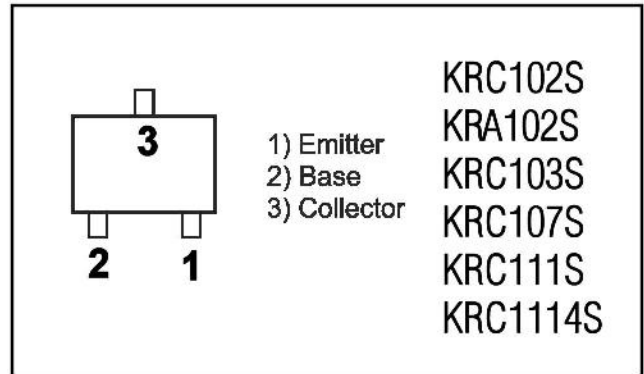 3
2
1
1) Emitter
2) Base
3) Collector
KRC102S
KRA102S
KRC103S
KRC107S
KRC111S
KRC1114S